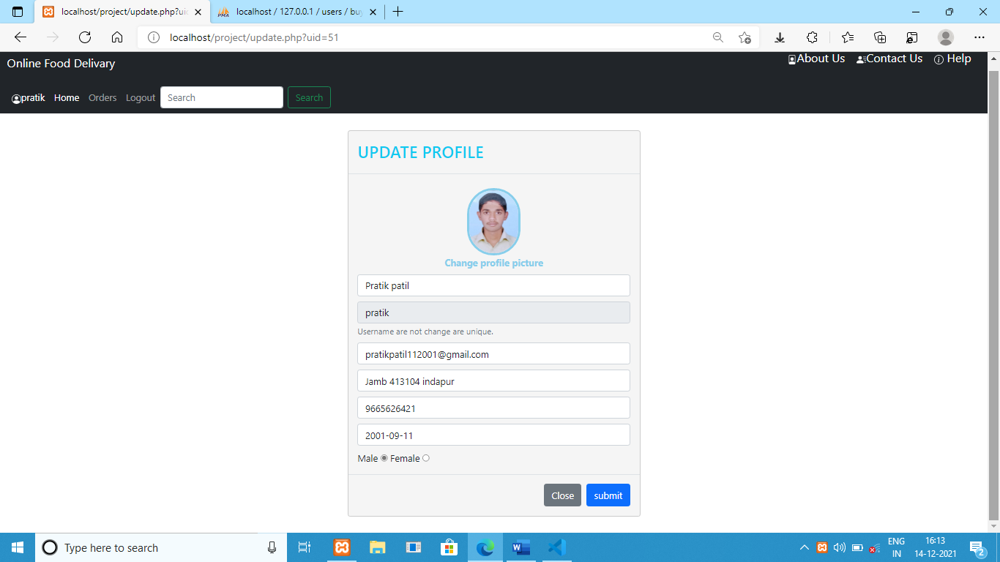 localhost/project/update.php?uid
localhost / 127.0.0.1 / users / buy
localhost/project/update.php?uid=51
Online Food Delivary
About Us Contact Us Help
pratik Home Orders Logout Search Search
UPDATE PROFILE
Change profile picture
Pratik patil
pratik
Username are not change are unique.
pratikpatil112001@gmail.com
Jamb 413104 indapur
9665626421
2001-09-11
Male Female
Close submit
Type here to search
ENG
IN
16:13
14-12-2021
2